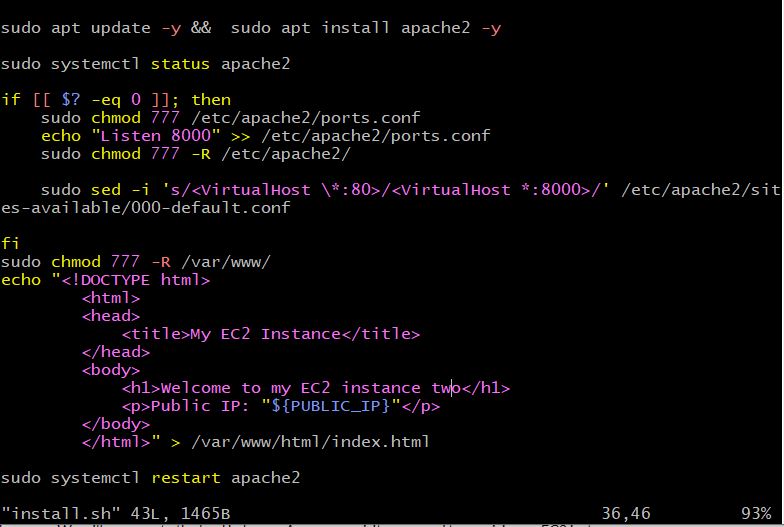 sudo apt update -y &&  sudo apt install apache2 -y
sudo systemctl status apache2
if [[ $? -eq 0 ]]; then
    sudo chmod 777 /etc/apache2/ports.conf
    echo "Listen 8000" >> /etc/apache2/ports.conf
    sudo chmod 777 -R /etc/apache2/
    sudo sed -i 's/<VirtualHost \*:80>/<VirtualHost *:8000>/' /etc/apache2/sit
es-available/000-default.conf
fi
sudo chmod 777 -R /var/www/
echo "<!DOCTYPE html>
        <html>
        <head>
            <title>My EC2 Instance</title>
        </head>
        <body>
            <h1>Welcome to my EC2 instance two</h1>
            <p>Public IP: "${PUBLIC_IP}"</p>
        </body>
        </html>" > /var/www/html/index.html
sudo systemctl restart apache2
"install.sh" 43L, 1465B 36,46 93%